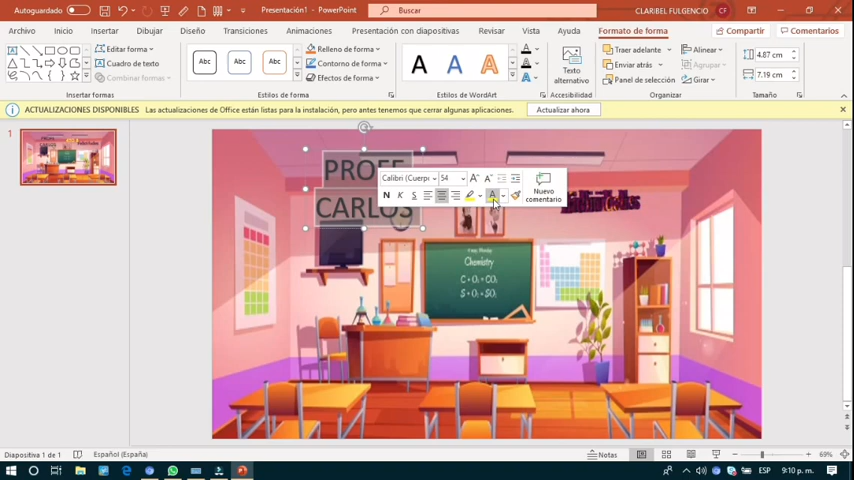 Autoguardado
Presentación1 - PowerPoint
Buscar
CLARIBEL FULGENCIO
CF
Archivo
Inicio
Insertar
Dibujar
Diseño
Transiciones
Animaciones
Presentación con diapositivas
Revisar
Vista
Ayuda
Formato de forma
Compartir
Comentarios
Editar forma
Cuadro de texto
Combinar formas
Insertar formas
Abc
Abc
Abc
Relleno de forma
Contorno de forma
Efectos de forma
Estilos de forma
A
A
A
Estilos de WordArt
Texto
alternativo
Accesibilidad
Traer adelante
Enviar atrás
Panel de selección
Alinear
Agrupar
Girar
Organizar
4.87 cm
7.19 cm
Tamaño
ACTUALIZACIONES DISPONIBLES
Las actualizaciones de Office están listas para la instalación, pero antes tenemos que cerrar algunas aplicaciones.
Actualizar ahora
1
PROFE
CARLOS
Calibri (Cuerpo
54
N K S
Nuevo
comentario
Chemistry
C + O₂ = CO₂
S + O₂ = SO₂
Diapositiva 1 de 1
Español (España)
Notas
69%
ESP
9:10 p. m.